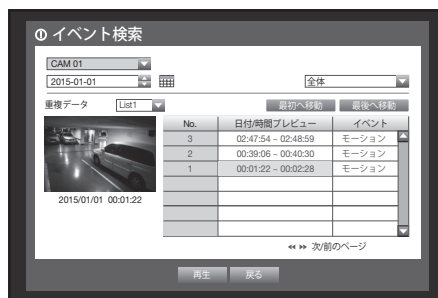 イベント検索
CAM 01
2015-01-01
全体
重複データ List1 最初へ移動 最後へ移動
No. 日付/時間プレビュー イベント
3 02:47:54 ~ 02:48:59 モーション
2 00:39:06 ~ 00:40:30 モーション
1 00:01:22 ~ 00:02:28 モーション
2015/01/01 00:01:22
次/前のページ
再生 戻る